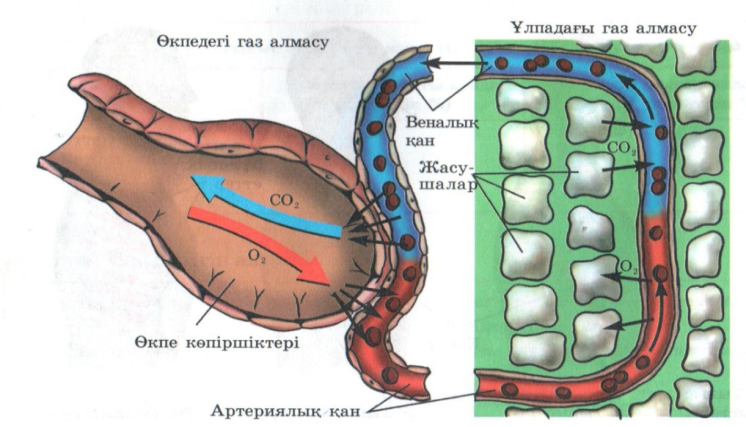 Өкпедегі газ алмасу
Ұлпадағы газ алмасу
Веналық
қан
Жасу-
шалар
CO₂
O₂
CO₂
O₂
Өкпе көпіршіктері
Артериялық қан